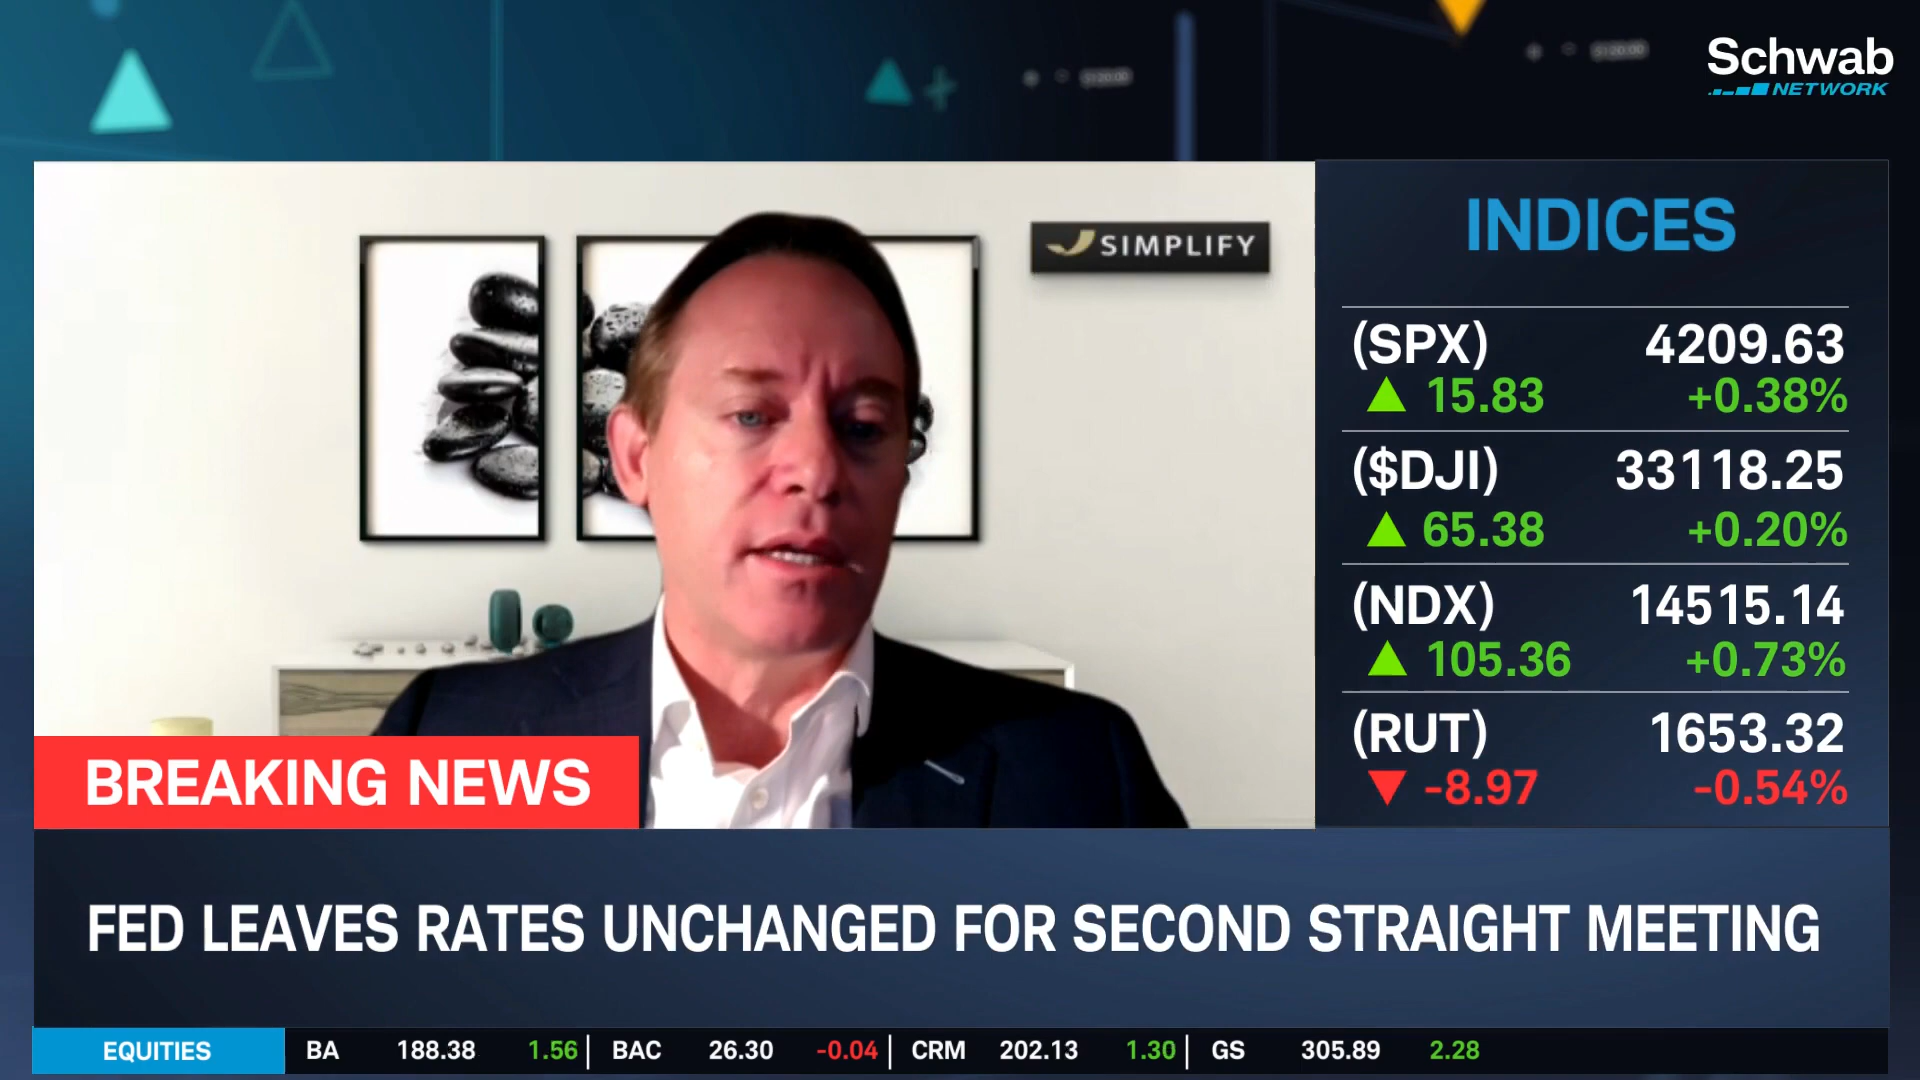 Schwab
NETWORK
SIMPLIFY
INDICES
(SPX) 4209.63
15.83 +0.38%
($DJI) 33118.25
65.38 +0.20%
(NDX) 14515.14
105.36 +0.73%
(RUT) 1653.32
-8.97 -0.54%
BREAKING NEWS
FED LEAVES RATES UNCHANGED FOR SECOND STRAIGHT MEETING
EQUITIES BA 188.38 1.56 BAC 26.30 -0.04 CRM 202.13 1.30 GS 305.89 2.28